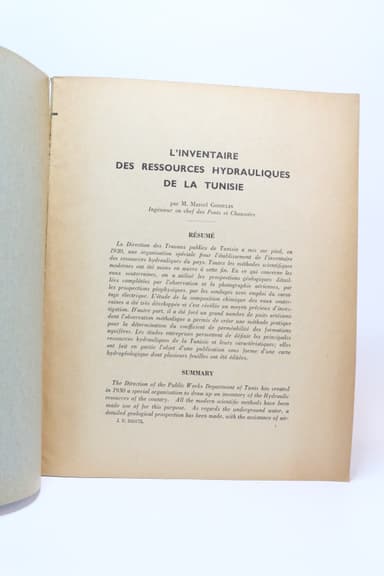 L'INVENTAIRE
DES RESSOURCES HYDRAULIQUES
DE LA TUNISIE
par M. Marcel GOSSELIN
Ingénieur en chef des Ponts et Chaussées
RÉSUMÉ
La Direction des Travaux publics de Tunisie a mis sur pied, en
1930, une organisation spéciale pour l'établissement de l'inventaire
des ressources hydrauliques du pays. Toutes les méthodes scientifiques
modernes ont été mises en œuvre à cette fin. En ce qui concerne les
eaux souterraines, on a utilisé les prospections géologiques détail-
lées complétées par l'observation et la photographie aériennes, par
les prospections géophysiques, par les sondages avec emploi du carot-
tage électrique. L'étude de la composition chimique des eaux souter-
raines a été très développée et s'est révélée un moyen précieux d'inves-
tigation. D'autre part, il a été foré un grand nombre de puits artésiens
dont l'observation méthodique a permis de créer une méthode pratique
pour la détermination du coefficient de perméabilité des formations
aquifères. Les études entreprises permettent de définir les principales
ressources hydrauliques de la Tunisie et leurs caractéristiques; elles
ont fait en partie l'objet d'une publication sous forme d'une carte
hydrogéologique dont plusieurs feuilles ont été éditées.
SUMMARY
The Direction of the Public Works Department of Tunis has created
in 1930 a special organisation to draw up an inventory of the Hydraulic
resources of the country. All the modern scientific methods have been
made use of for this purpose. As regards the underground water, a
detailed geological prospection has been made, with the assistance of air-